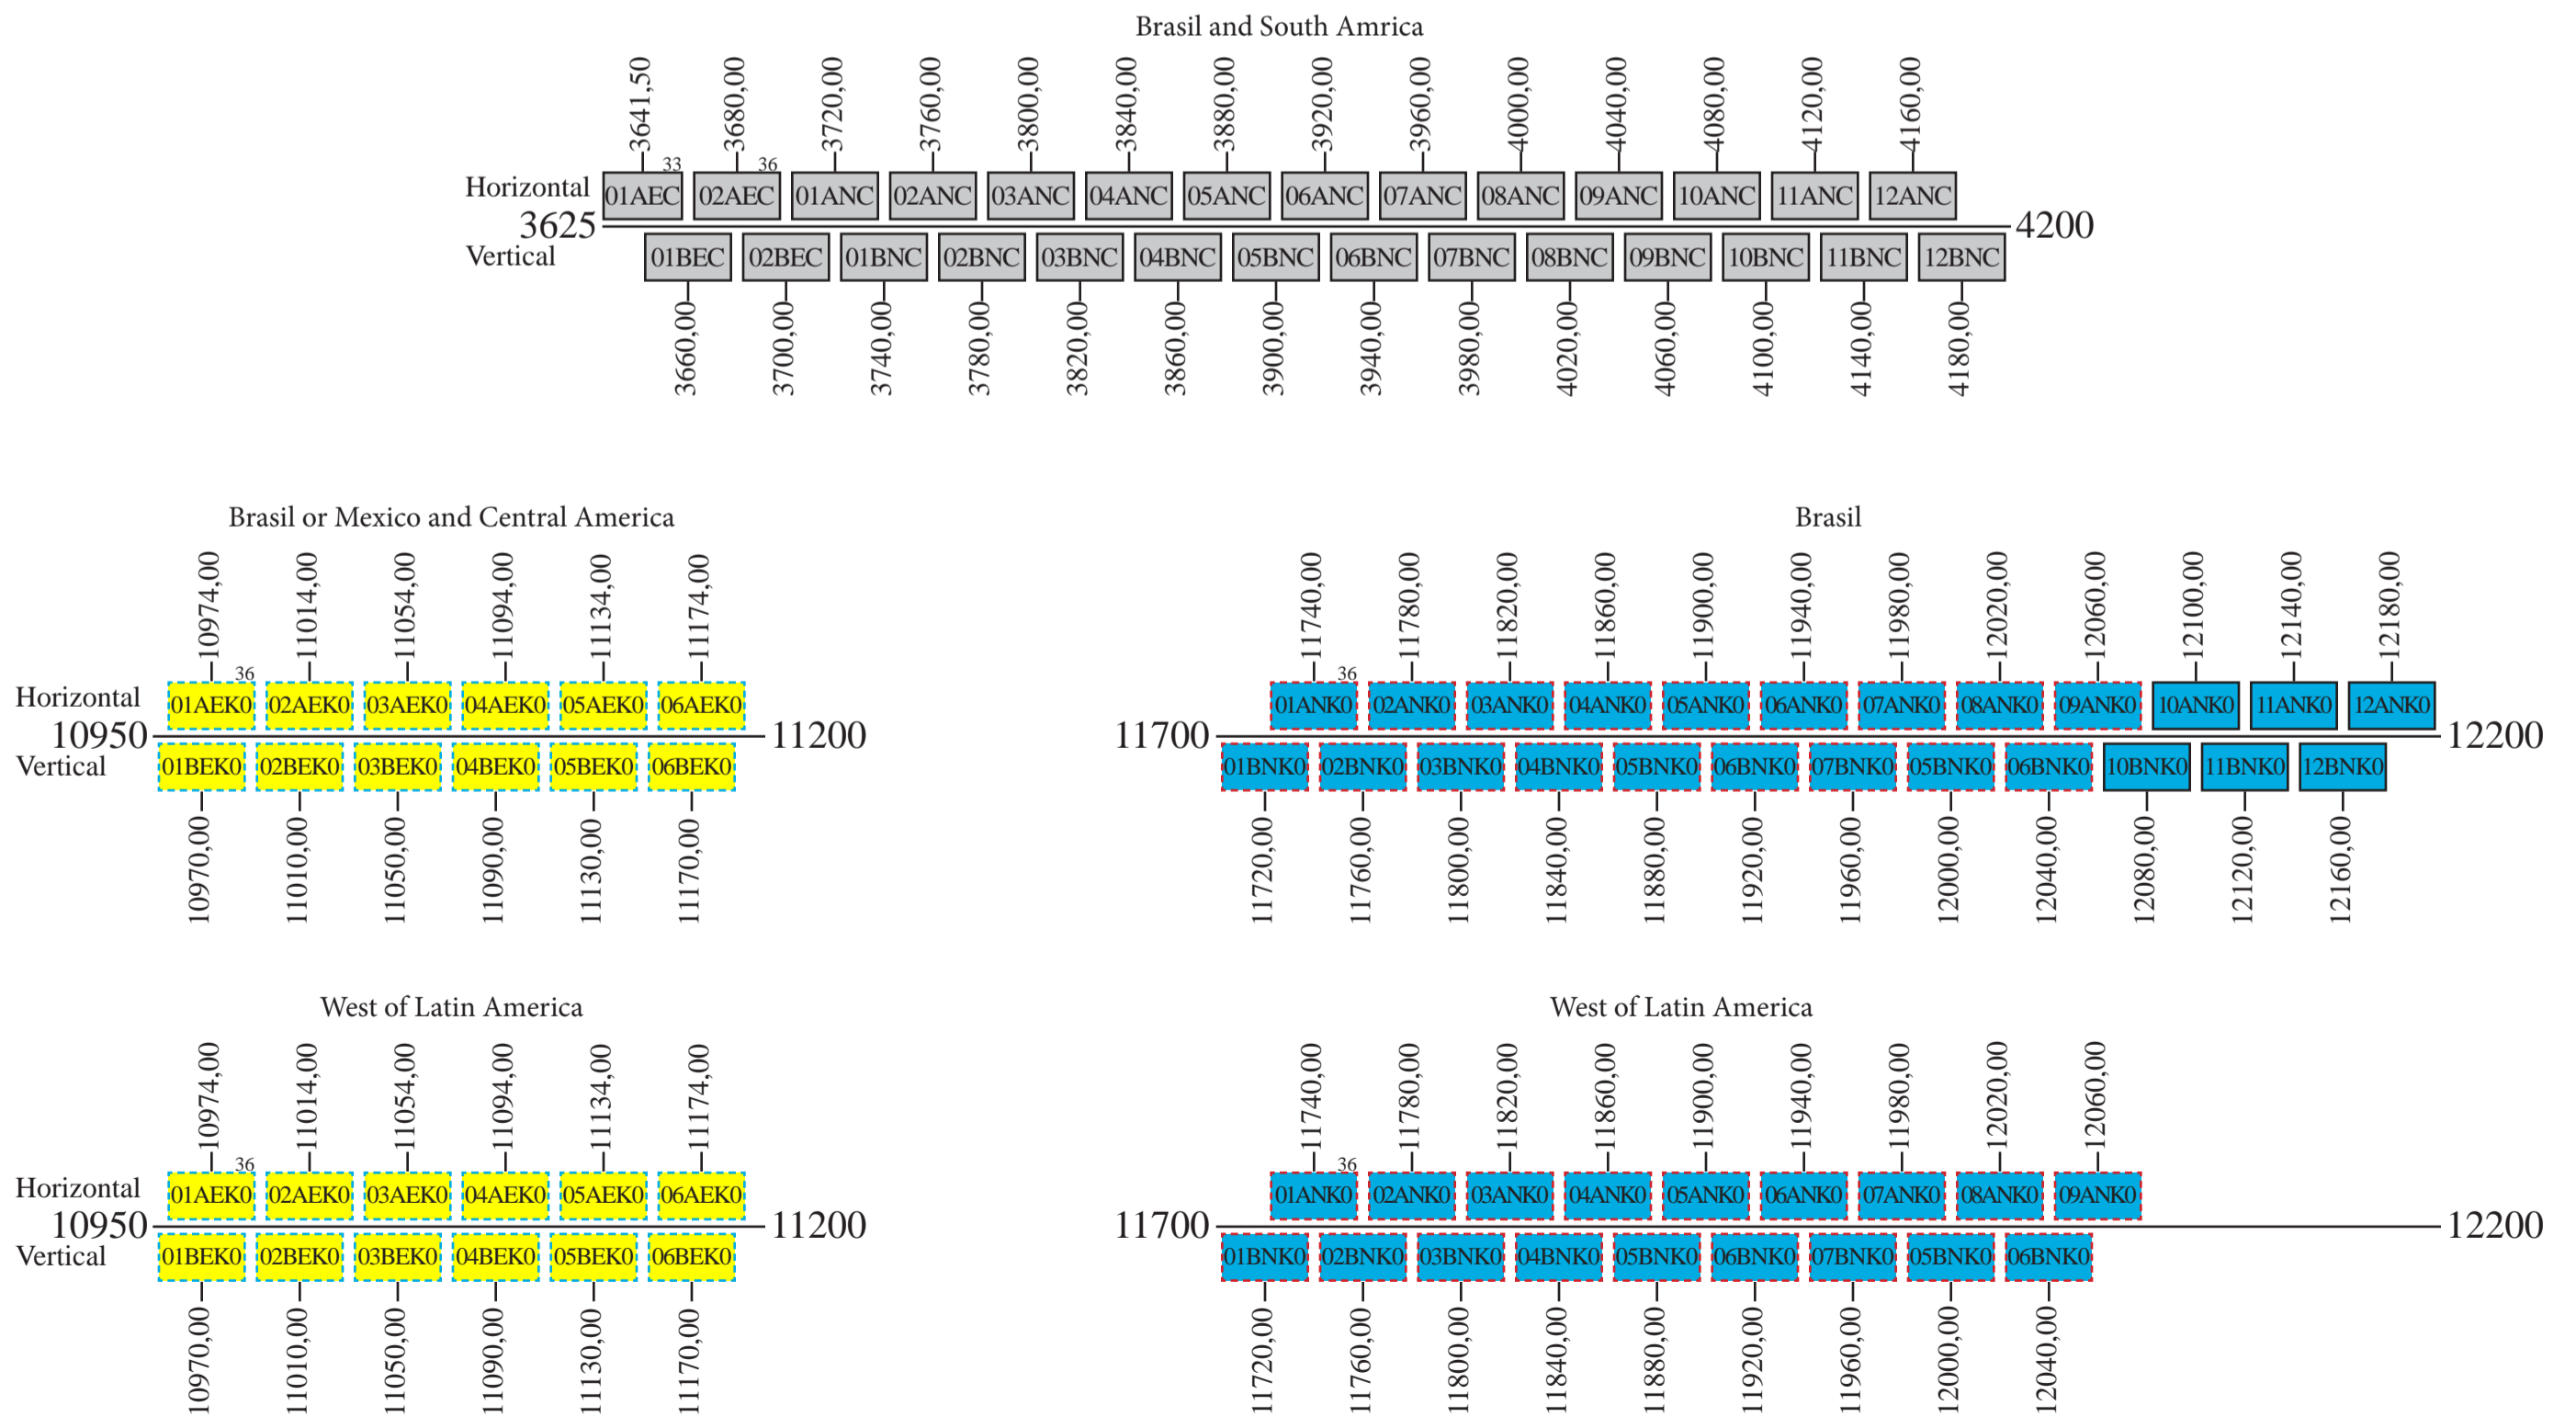 Brasil and South Amrica
3641,50 3680,00 3720,00 3760,00 3800,00 3840,00 3880,00 3920,00 3960,00 4000,00 4040,00 4080,00 4120,00 4160,00
33 36
Horizontal 01AEC 02AEC 01ANC 02ANC 03ANC 04ANC 05ANC 06ANC 07ANC 08ANC 09ANC 10ANC 11ANC 12ANC
3625 4200
Vertical 01BEC 02BEC 01BNC 02BNC 03BNC 04BNC 05BNC 06BNC 07BNC 08BNC 09BNC 10BNC 11BNC 12BNC
3660,00 3700,00 3740,00 3780,00 3820,00 3860,00 3900,00 3940,00 3980,00 4020,00 4060,00 4100,00 4140,00 4180,00
Brasil or Mexico and Central America
10974,00 11014,00 11054,00 11094,00 11134,00 11174,00
36
Horizontal 01AEK0 02AEK0 03AEK0 04AEK0 05AEK0 06AEK0
10950 11200
Vertical 01BEK0 02BEK0 03BEK0 04BEK0 05BEK0 06BEK0
10970,00 11010,00 11050,00 11090,00 11130,00 11170,00
Brasil
11740,00 11780,00 11820,00 11860,00 11900,00 11940,00 11980,00 12020,00 12060,00 12100,00 12140,00 12180,00
36
01ANK0 02ANK0 03ANK0 04ANK0 05ANK0 06ANK0 07ANK0 08ANK0 09ANK0 10ANK0 11ANK0 12ANK0
11700 12200
01BNK0 02BNK0 03BNK0 04BNK0 05BNK0 06BNK0 07BNK0 05BNK0 06BNK0 10BNK0 11BNK0 12BNK0
11720,00 11760,00 11800,00 11840,00 11880,00 11920,00 11960,00 12000,00 12040,00 12080,00 12120,00 12160,00
West of Latin America
10974,00 11014,00 11054,00 11094,00 11134,00 11174,00
36
Horizontal 01AEK0 02AEK0 03AEK0 04AEK0 05AEK0 06AEK0
10950 11200
Vertical 01BEK0 02BEK0 03BEK0 04BEK0 05BEK0 06BEK0
10970,00 11010,00 11050,00 11090,00 11130,00 11170,00
West of Latin America
11740,00 11780,00 11820,00 11860,00 11900,00 11940,00 11980,00 12020,00 12060,00
36
01ANK0 02ANK0 03ANK0 04ANK0 05ANK0 06ANK0 07ANK0 08ANK0 09ANK0
11700 12200
01BNK0 02BNK0 03BNK0 04BNK0 05BNK0 06BNK0 07BNK0 05BNK0 06BNK0
11720,00 11760,00 11800,00 11840,00 11880,00 11920,00 11960,00 12000,00 12040,00